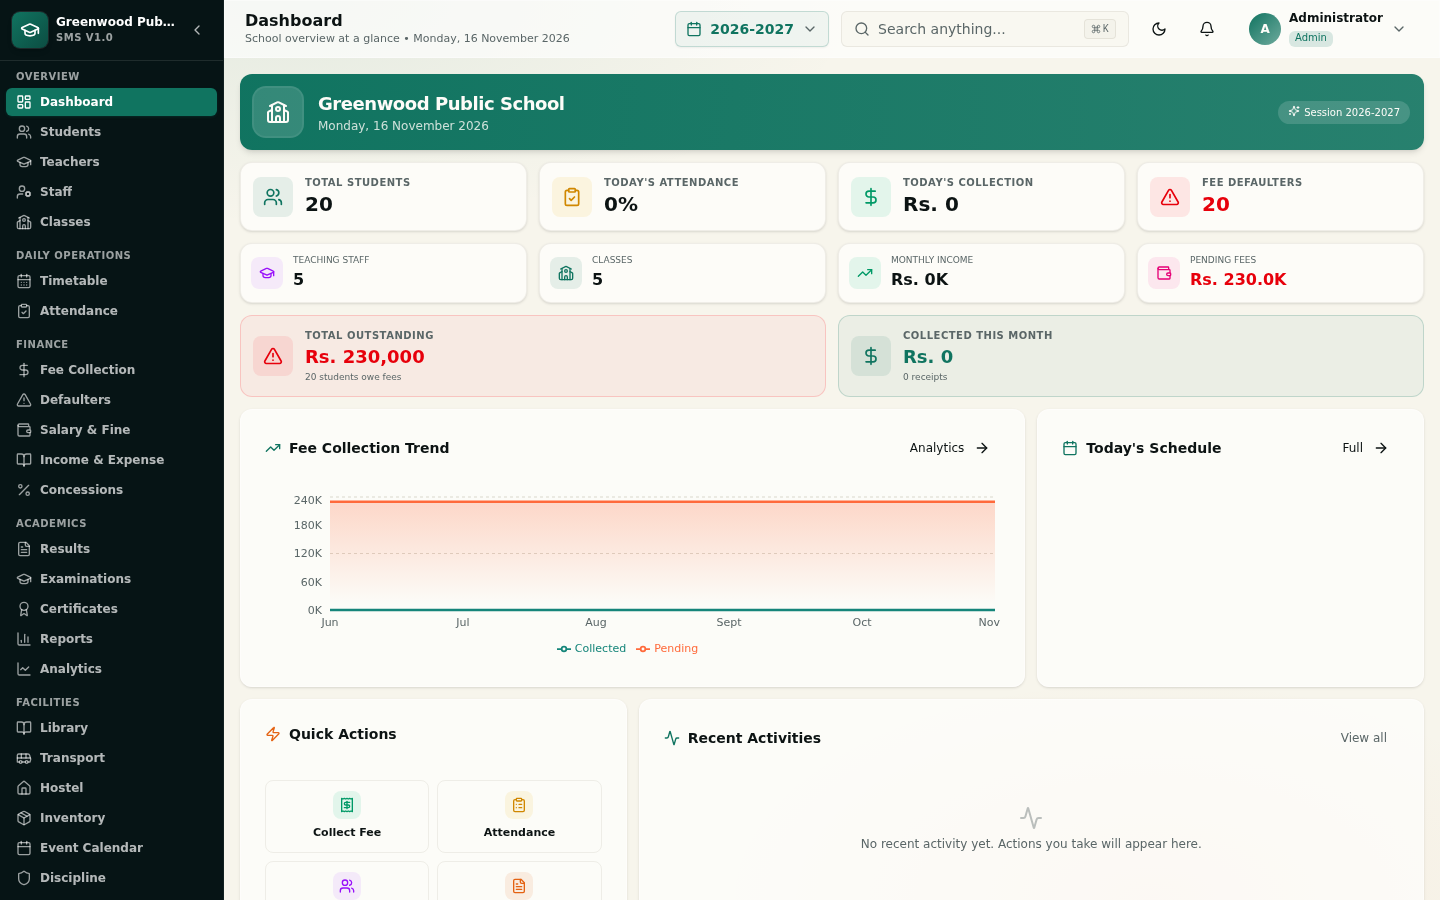 Greenwood Pub...
SMS V1.0
OVERVIEW
Dashboard
Students
Teachers
Staff
Classes
DAILY OPERATIONS
Timetable
Attendance
FINANCE
Fee Collection
Defaulters
Salary & Fine
Income & Expense
Concessions
ACADEMICS
Results
Examinations
Certificates
Reports
Analytics
FACILITIES
Library
Transport
Hostel
Inventory
Event Calendar
Discipline
Dashboard
School overview at a glance • Monday, 16 November 2026
2026-2027
Search anything...
⌘K
A
Administrator
Admin
Greenwood Public School
Monday, 16 November 2026
Session 2026-2027
TOTAL STUDENTS
20
TODAY'S ATTENDANCE
0%
TODAY'S COLLECTION
Rs. 0
FEE DEFAULTERS
20
TEACHING STAFF
5
CLASSES
5
MONTHLY INCOME
Rs. 0K
PENDING FEES
Rs. 230.0K
TOTAL OUTSTANDING
Rs. 230,000
20 students owe fees
COLLECTED THIS MONTH
Rs. 0
0 receipts
Fee Collection Trend
Analytics
240K
180K
120K
60K
0K
Jun Jul Aug Sept Oct Nov
Collected Pending
Today's Schedule
Full
Quick Actions
Collect Fee
Attendance
Recent Activities
View all
No recent activity yet. Actions you take will appear here.